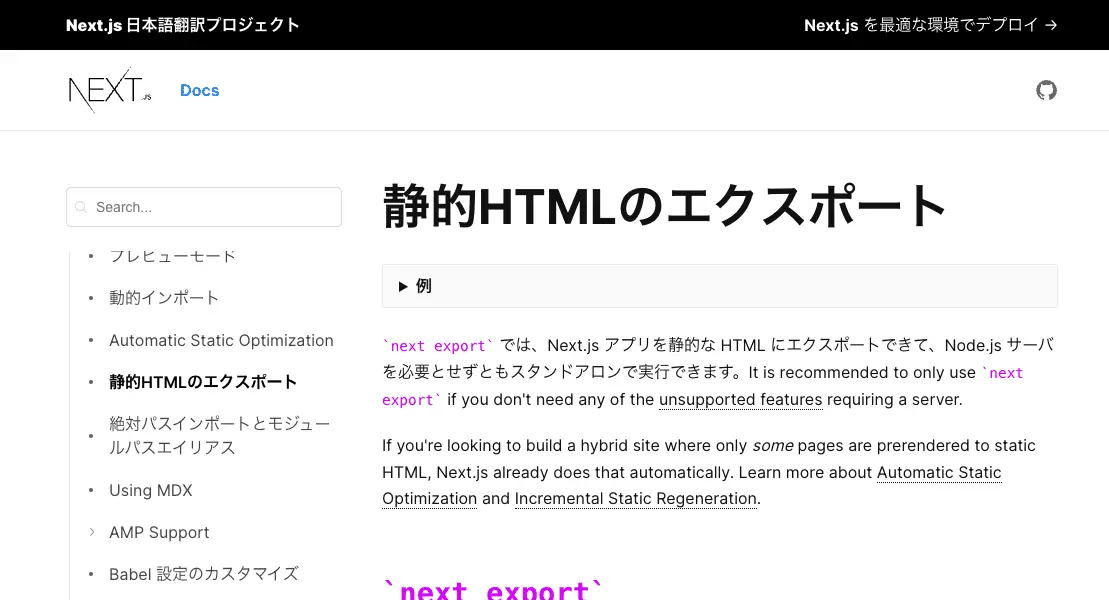 Next.js 日本語翻訳プロジェクト
Next.js を最適な環境でデプロイ →
NEXT.JS
Docs
Search...
プレビューモード
動的インポート
Automatic Static Optimization
静的HTMLのエクスポート
絶対パスインポートとモジュー
ルパスエイリアス
Using MDX
AMP Support
Babel 設定のカスタマイズ
静的HTMLのエクスポート
例
`next export` では、Next.js アプリを静的な HTML にエクスポートできて、Node.js サーバ
を必要とせずともスタンドアロンで実行できます。It is recommended to only use `next
export` if you don't need any of the unsupported features requiring a server.
If you're looking to build a hybrid site where only some pages are prerendered to static
HTML, Next.js already does that automatically. Learn more about Automatic Static
Optimization and Incremental Static Regeneration.
`next export`